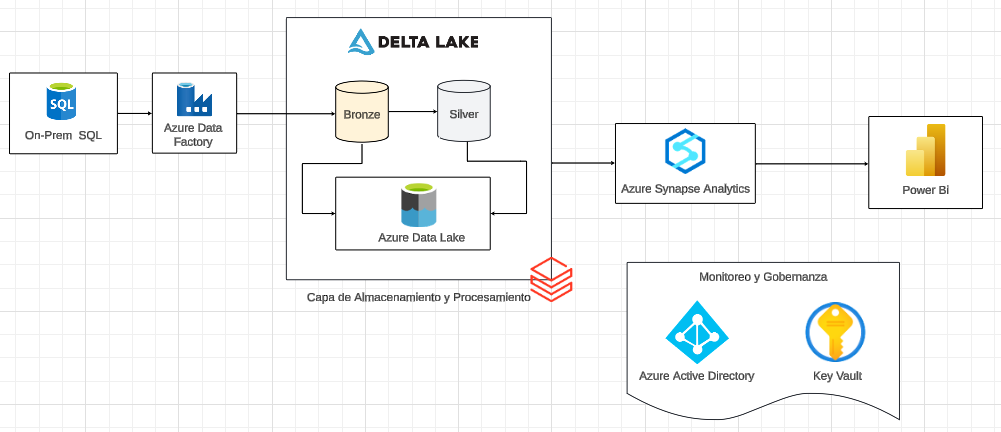 DELTA LAKE
SQL
On-Prem SQL
Azure Data
Factory
Bronze
Silver
Azure Data Lake
Capa de Almacenamiento y Procesamiento
Azure Synapse Analytics
Power Bi
Monitoreo y Gobernanza
Azure Active Directory
Key Vault